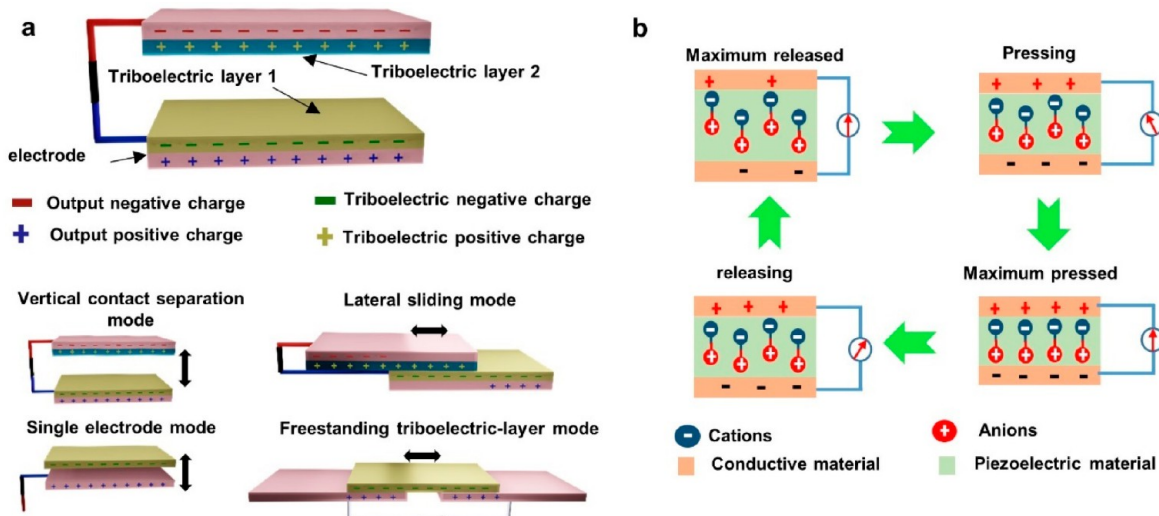 a
Triboelectric layer 1
Triboelectric layer 2
electrode
Output negative charge
Triboelectric negative charge
Output positive charge
Triboelectric positive charge
Vertical contact separation
mode
Lateral sliding mode
Single electrode mode
Freestanding triboelectric-layer mode
b
Maximum released
Pressing
releasing
Maximum pressed
Cations
Anions
Conductive material
Piezoelectric material